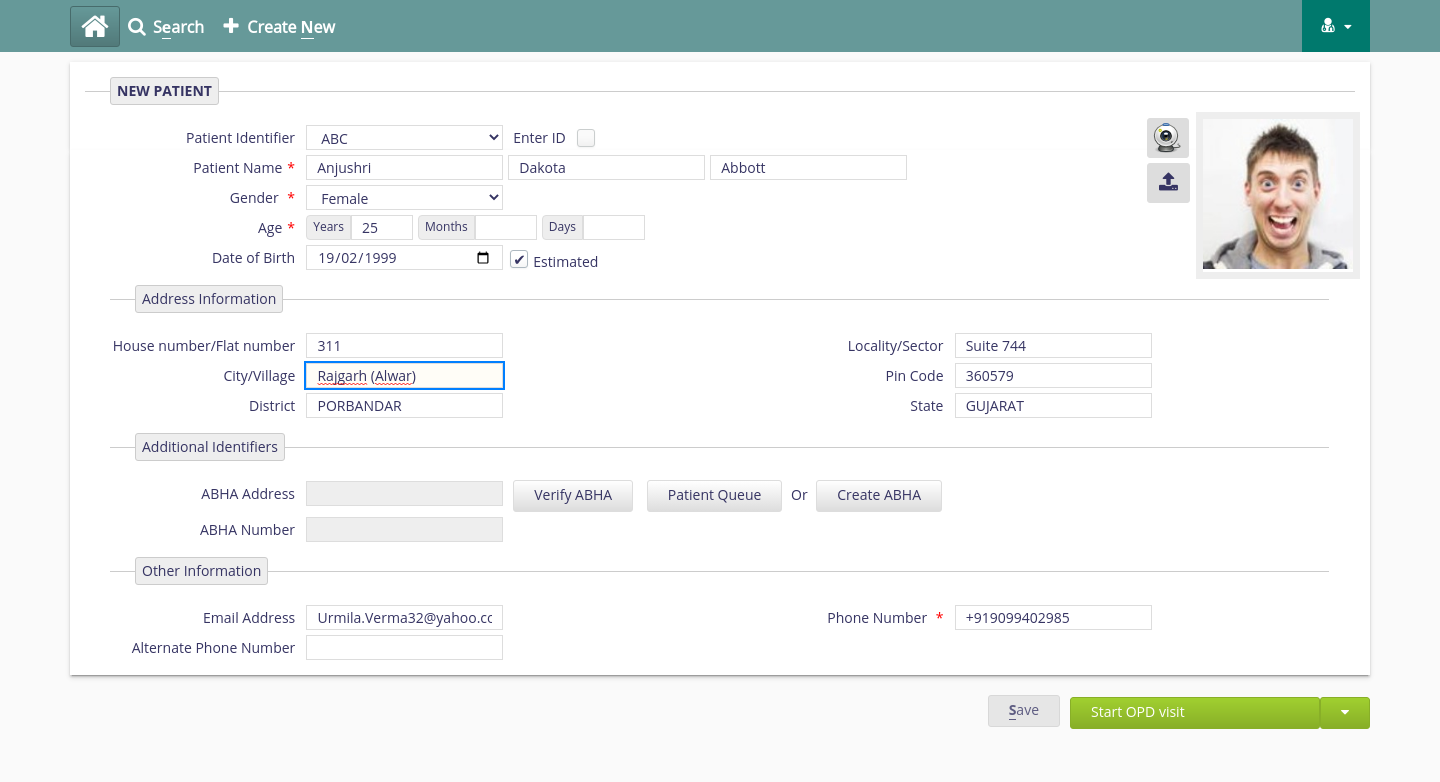 Search Create New
NEW PATIENT
Patient Identifier ABC Enter ID
Patient Name * Anjushri Dakota Abbott
Gender * Female
Age * Years 25 Months Days
Date of Birth 19/02/1999 Estimated
Address Information
House number/Flat number 311 Locality/Sector Suite 744
City/Village Rajgarh (Alwar) Pin Code 360579
District PORBANDAR State GUJARAT
Additional Identifiers
ABHA Address Verify ABHA Patient Queue Or Create ABHA
ABHA Number
Other Information
Email Address Urmila.Verma32@yahoo.cc Phone Number * +919099402985
Alternate Phone Number
Save Start OPD visit